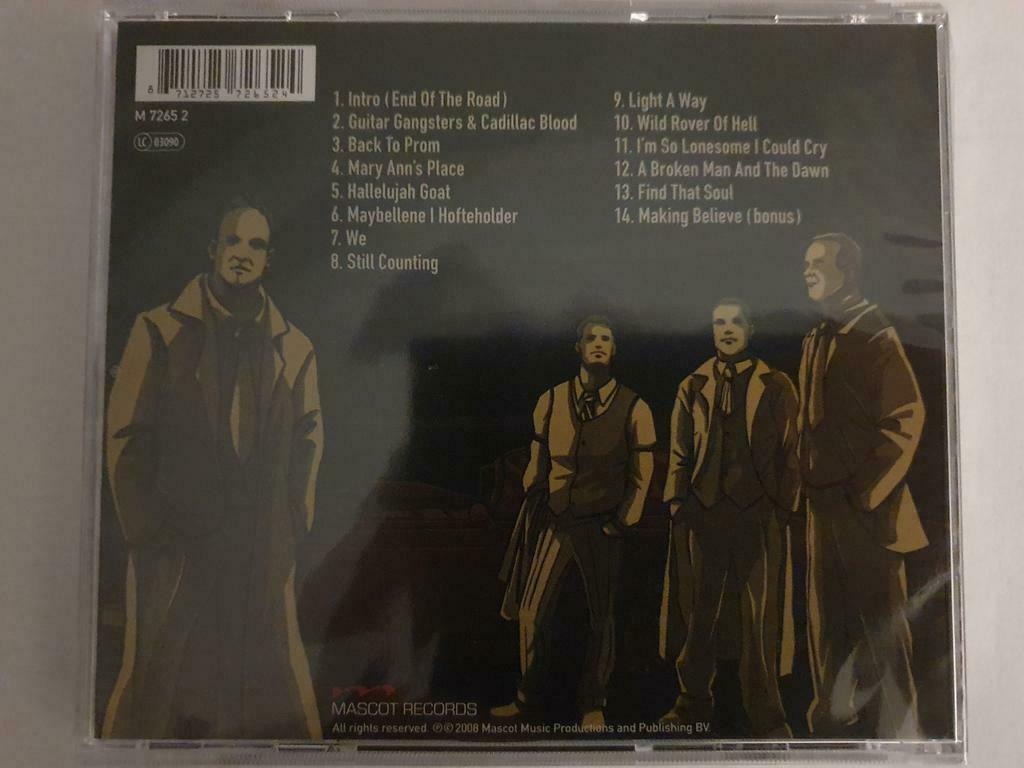 8 712725 726524
M 7265 2
LC 03090
1. Intro (End Of The Road)
2. Guitar Gangsters & Cadillac Blood
3. Back To Prom
4. Mary Ann's Place
5. Hallelujah Goat
6. Maybellene I Hofteholder
7. We
8. Still Counting
9. Light A Way
10. Wild Rover Of Hell
11. I'm So Lonesome I Could Cry
12. A Broken Man And The Dawn
13. Find That Soul
14. Making Believe (bonus)
MASCOT RECORDS
All rights reserved. ℗©2008 Mascot Music Productions and Publishing BV.